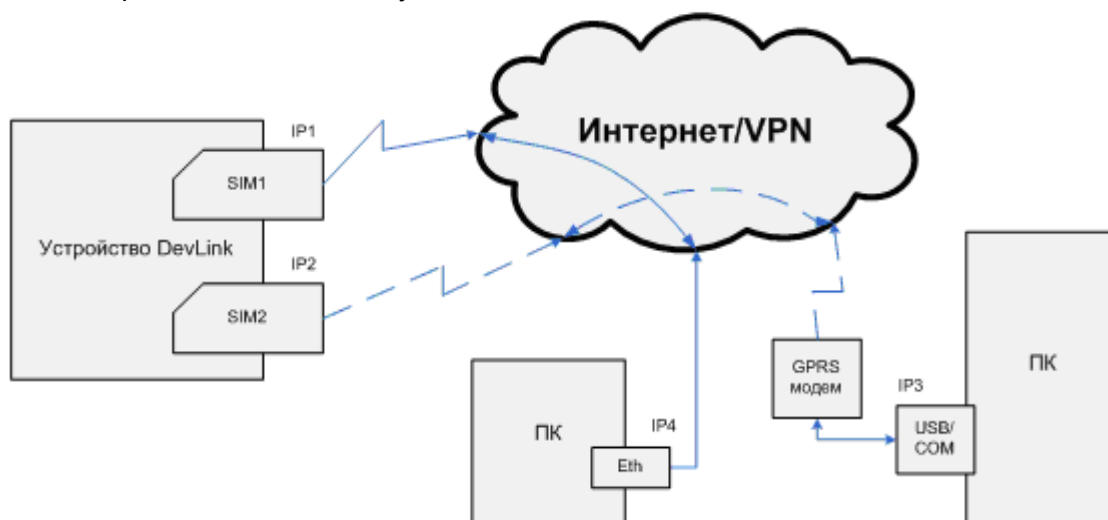 Интернет/VPN
IP1
SIM1
Устройство DevLink
IP2
SIM2
GPRS
модем
ПК
IP3
USB/
COM
ПК
IP4
Eth